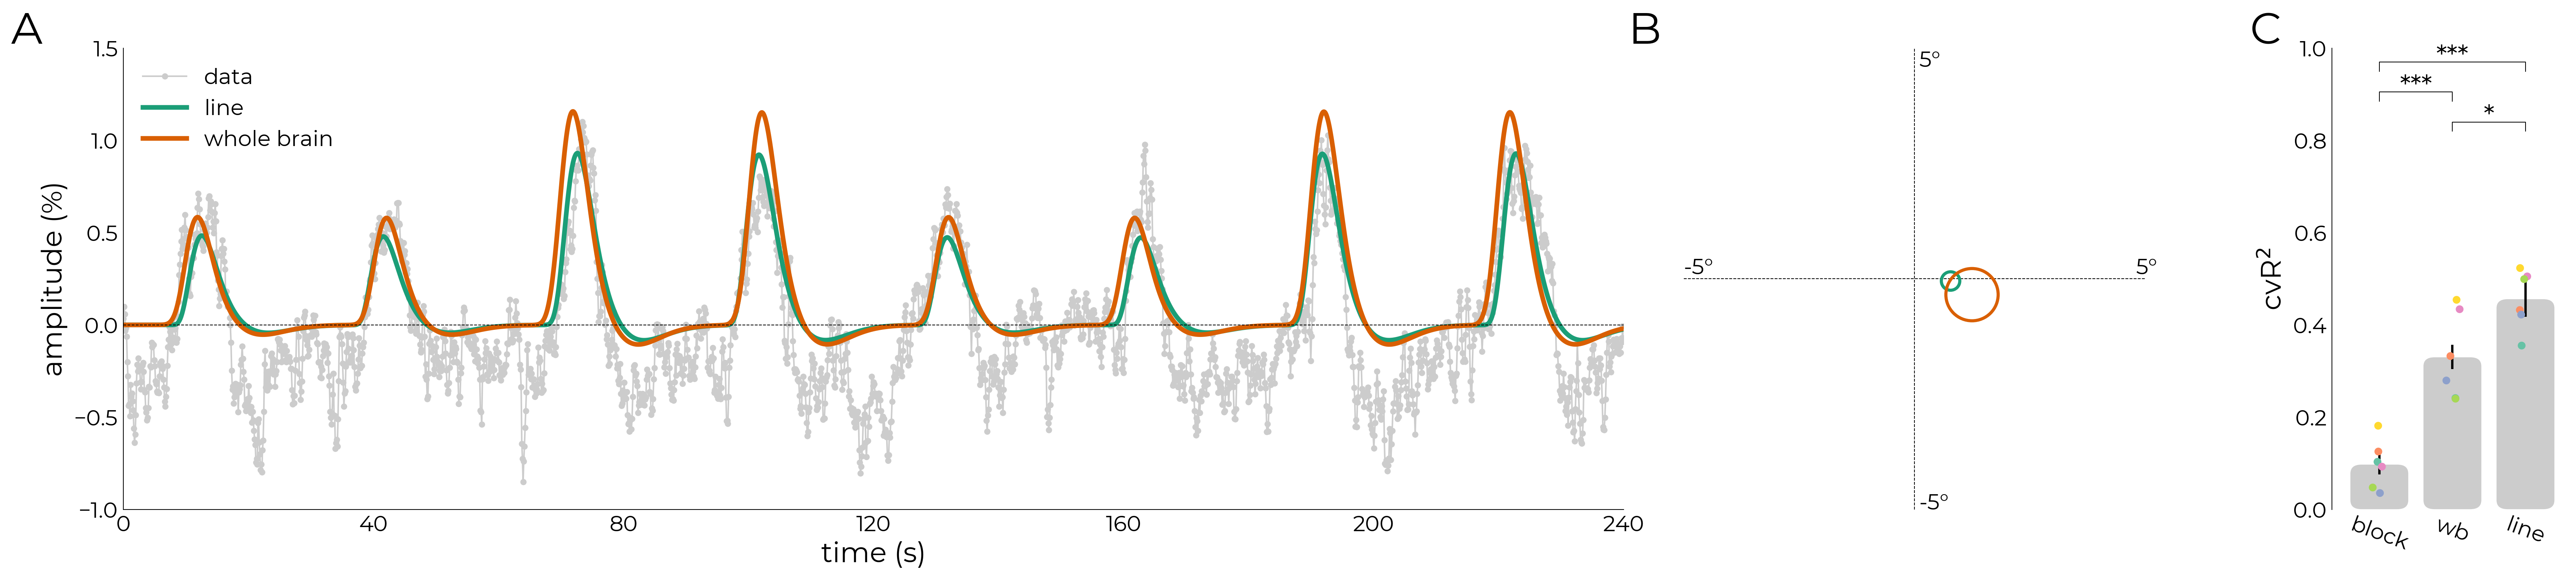 A
1.5
1.0
0.5
0.0
−0.5
−1.0
amplitude (%)
data
line
whole brain
0
40
80
120
160
200
240
time (s)
B
5°
-5°
5°
-5°
C
1.0
0.8
0.6
0.4
0.2
0.0
cvR²
***
***
*
block
wb
line